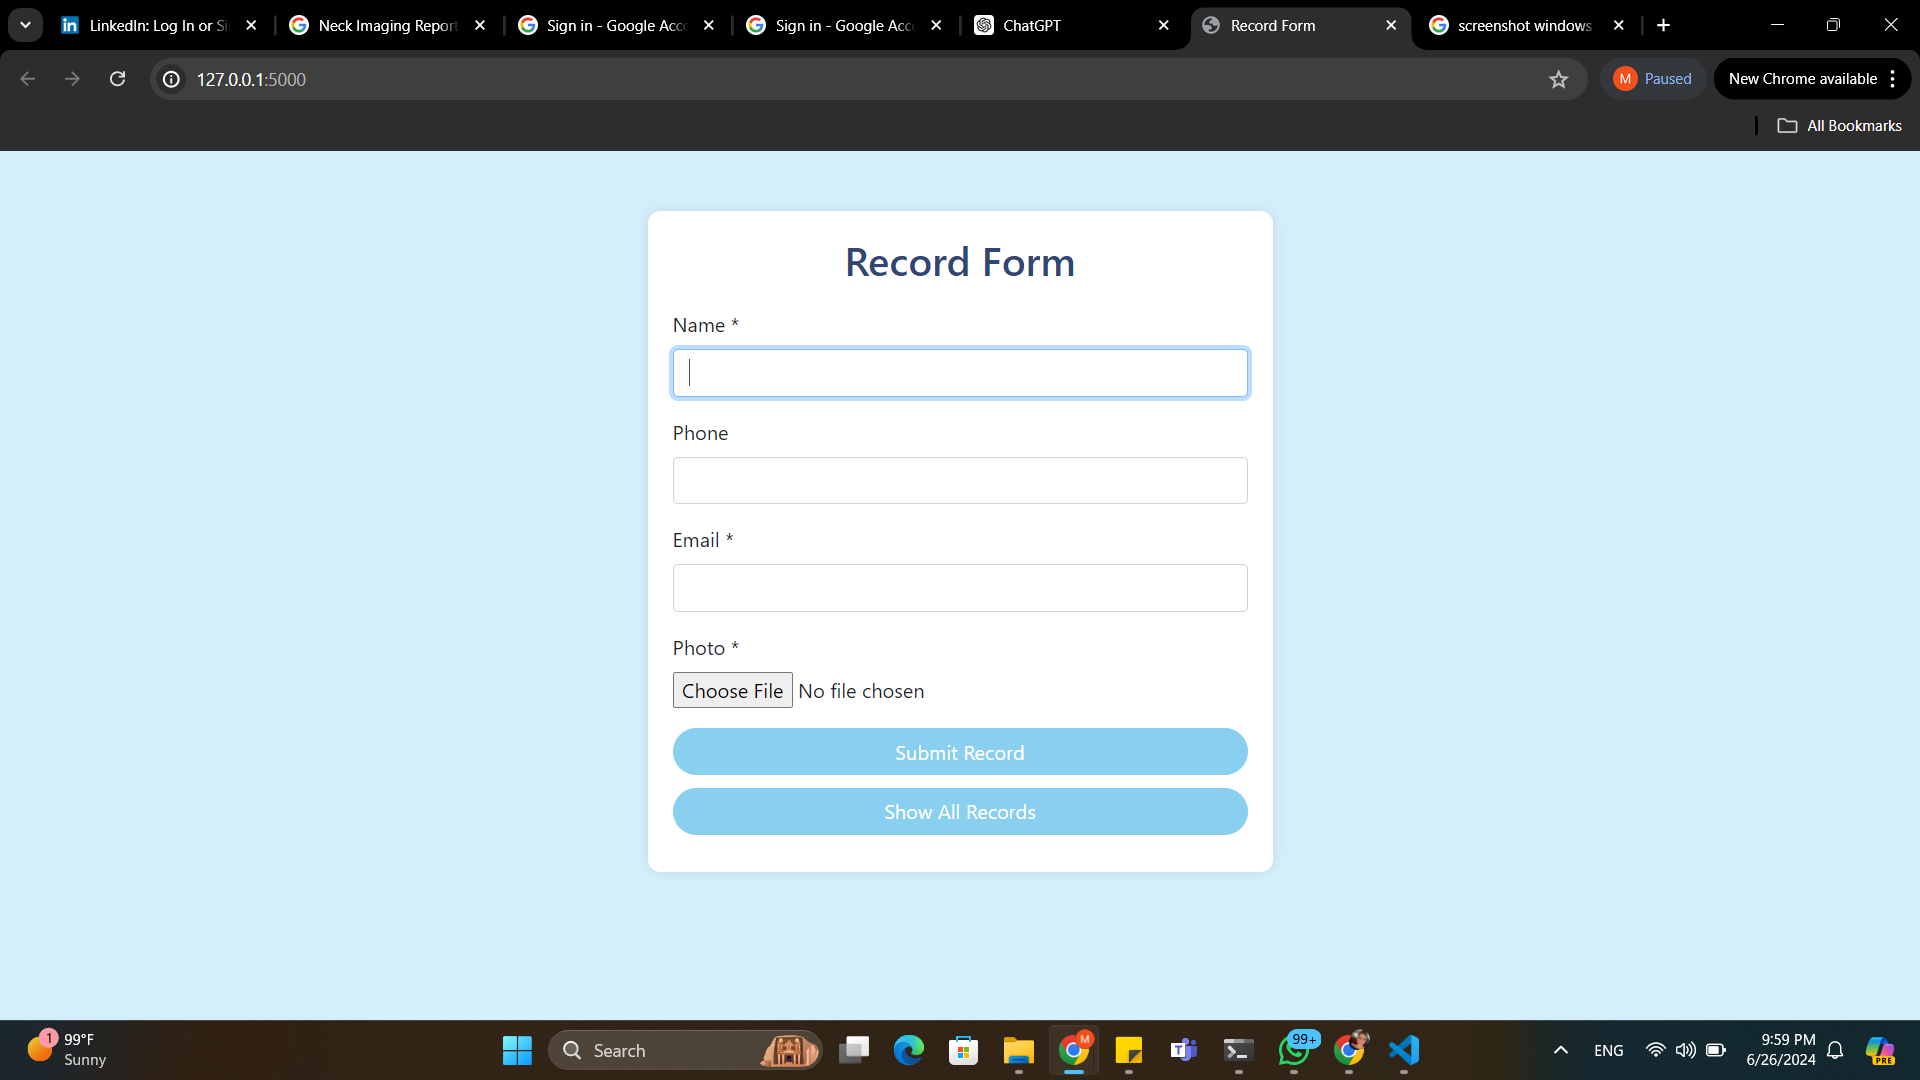 LinkedIn: Log In or Si
Neck Imaging Report
Sign in - Google Acc
Sign in - Google Acc
ChatGPT
Record Form
screenshot windows
127.0.0.1:5000
M
Paused
New Chrome available
All Bookmarks
Record Form
Name *
Phone
Email *
Photo *
Choose File No file chosen
Submit Record
Show All Records
1
99°F
Sunny
Search
M
99+
ENG
9:59 PM
6/26/2024
PRE